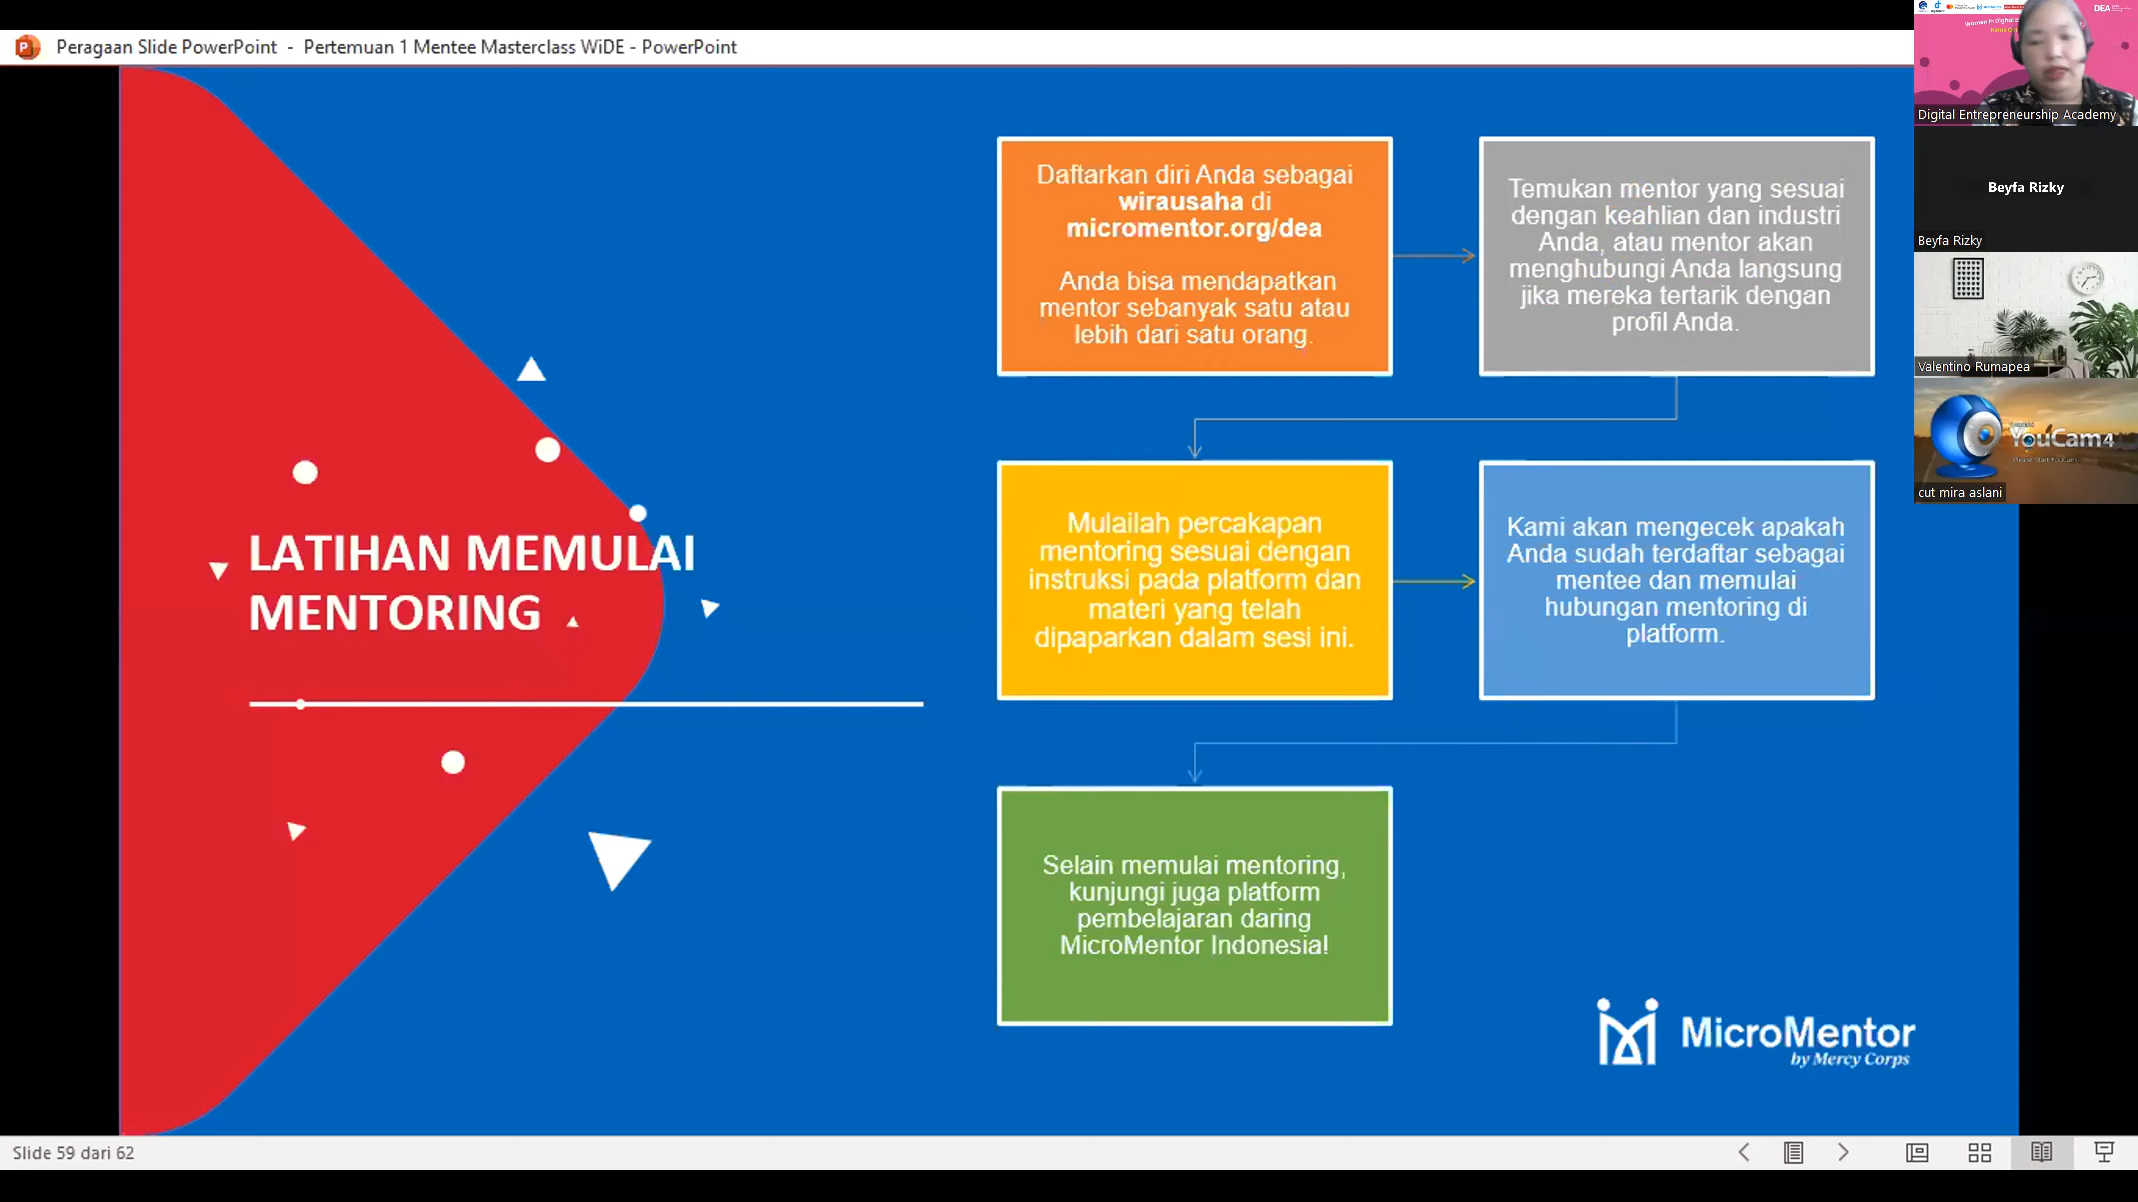 Peragaan Slide PowerPoint - Pertemuan 1 Mentee Masterclass WiDE - PowerPoint
LATIHAN MEMULAI
MENTORING
Daftarkan diri Anda sebagai
wirausaha di
micromentor.org/dea
Anda bisa mendapatkan
mentor sebanyak satu atau
lebih dari satu orang.
Temukan mentor yang sesuai
dengan keahlian dan industri
Anda, atau mentor akan
menghubungi Anda langsung
jika mereka tertarik dengan
profil Anda.
Mulailah percakapan
mentoring sesuai dengan
instruksi pada platform dan
materi yang telah
dipaparkan dalam sesi ini.
Kami akan mengecek apakah
Anda sudah terdaftar sebagai
mentee dan memulai
hubungan mentoring di
platform.
Selain memulai mentoring,
kunjungi juga platform
pembelajaran daring
MicroMentor Indonesia!
MicroMentor
by Mercy Corps
DEA
Digital Entrepreneurship Academy
Beyfa Rizky
Beyfa Rizky
Valentino Rumapea
YouCam4
cut mira aslani
Slide 59 dari 62